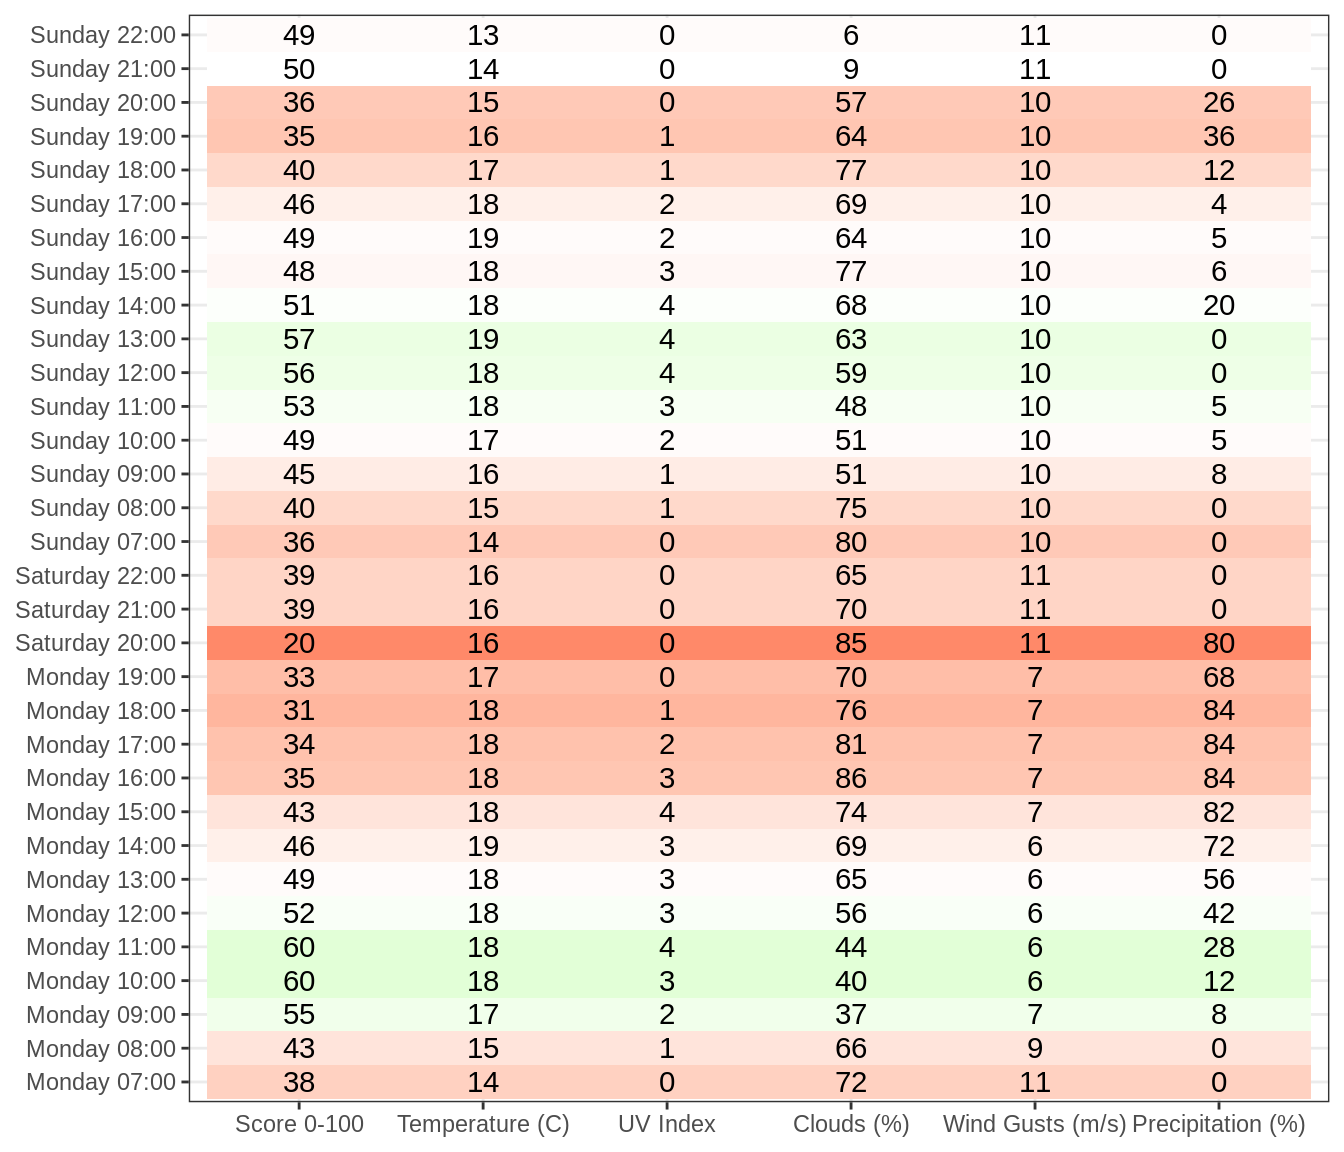 Sunday 22:00 49 13 0 6 11 0
Sunday 21:00 50 14 0 9 11 0
Sunday 20:00 36 15 0 57 10 26
Sunday 19:00 35 16 1 64 10 36
Sunday 18:00 40 17 1 77 10 12
Sunday 17:00 46 18 2 69 10 4
Sunday 16:00 49 19 2 64 10 5
Sunday 15:00 48 18 3 77 10 6
Sunday 14:00 51 18 4 68 10 20
Sunday 13:00 57 19 4 63 10 0
Sunday 12:00 56 18 4 59 10 0
Sunday 11:00 53 18 3 48 10 5
Sunday 10:00 49 17 2 51 10 5
Sunday 09:00 45 16 1 51 10 8
Sunday 08:00 40 15 1 75 10 0
Sunday 07:00 36 14 0 80 10 0
Saturday 22:00 39 16 0 65 11 0
Saturday 21:00 39 16 0 70 11 0
Saturday 20:00 20 16 0 85 11 80
Monday 19:00 33 17 0 70 7 68
Monday 18:00 31 18 1 76 7 84
Monday 17:00 34 18 2 81 7 84
Monday 16:00 35 18 3 86 7 84
Monday 15:00 43 18 4 74 7 82
Monday 14:00 46 19 3 69 6 72
Monday 13:00 49 18 3 65 6 56
Monday 12:00 52 18 3 56 6 42
Monday 11:00 60 18 4 44 6 28
Monday 10:00 60 18 3 40 6 12
Monday 09:00 55 17 2 37 7 8
Monday 08:00 43 15 1 66 9 0
Monday 07:00 38 14 0 72 11 0
Score 0-100 Temperature (C) UV Index Clouds (%) Wind Gusts (m/s) Precipitation (%)